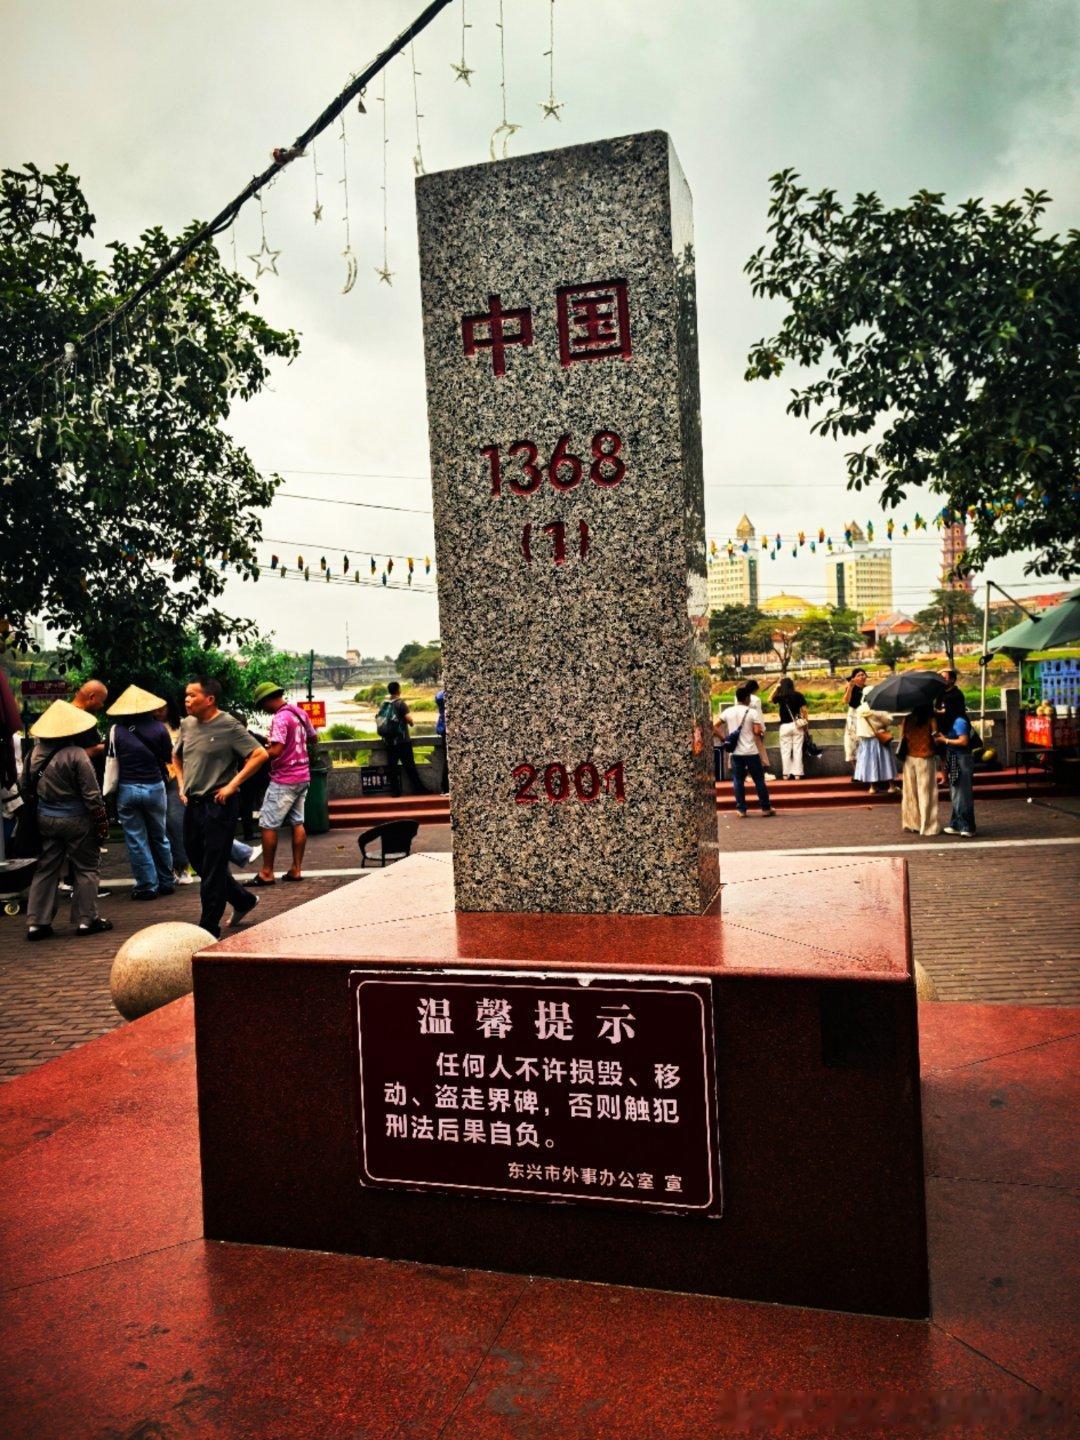 中国
1368
(1)
2001
温馨提示
任何人不许损毁、移
动、盗走界碑，否则触犯
刑法后果自负。
东兴市外事办公室 宣